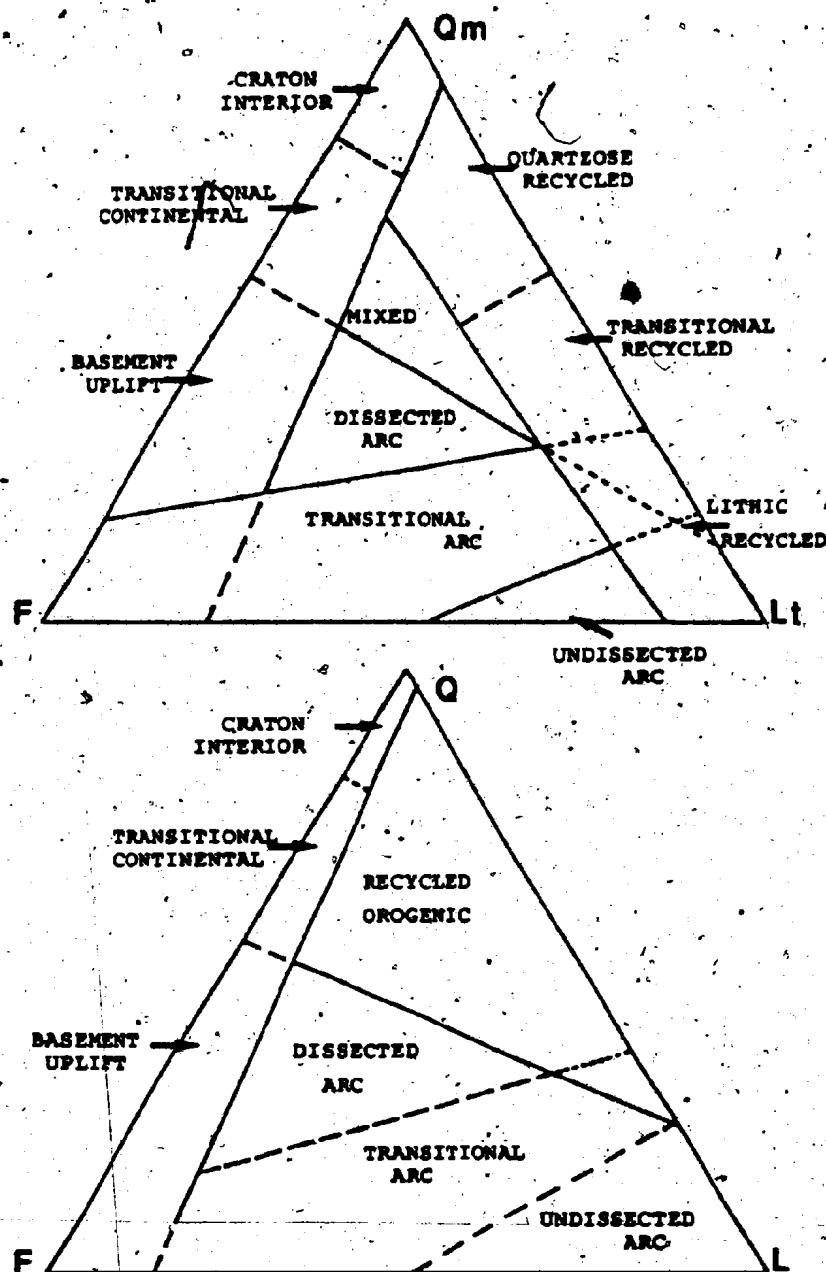 Qm
CRATON
INTERIOR
QUARTZOSE
RECYCLED
TRANSITIONAL
CONTINENTAL
MIXED
TRANSITIONAL
RECYCLED
BASEMENT
UPLIFT
DISSECTED
ARC
LITHIC
RECYCLED
TRANSITIONAL
ARC
F
Lt
UNDISSECTED
ARC
Q
CRATON
INTERIOR
TRANSITIONAL
CONTINENTAL
RECYCLED
OROGENIC
BASEMENT
UPLIFT
DISSECTED
ARC
TRANSITIONAL
ARC
UNDISSECTED
ARC
F
L